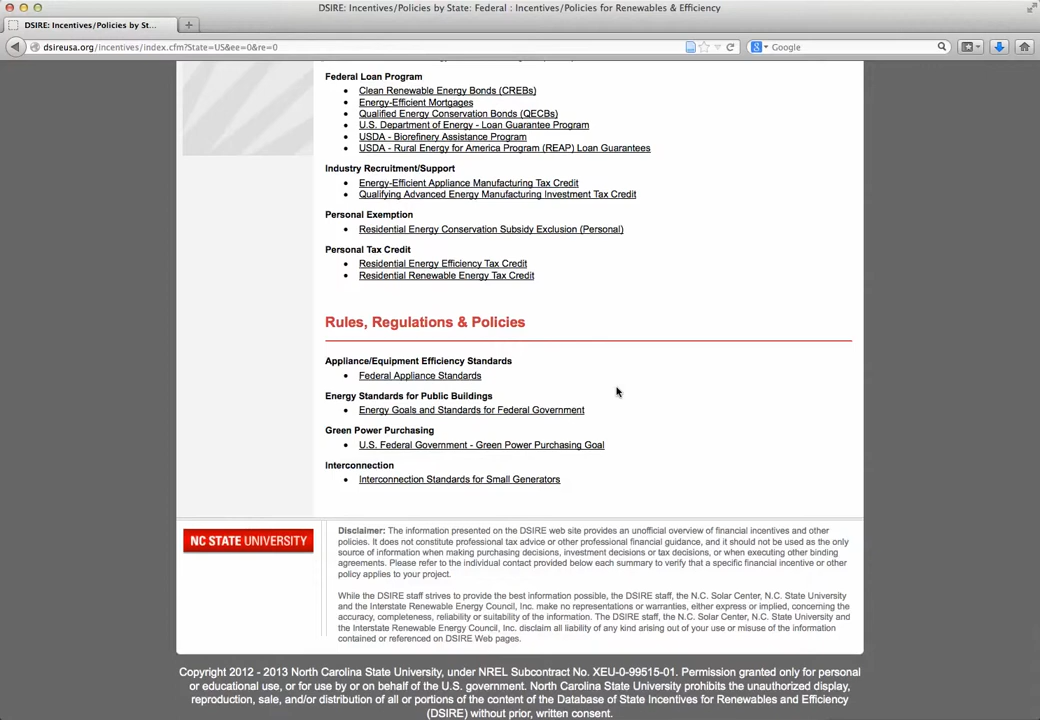 DSIRE: Incentives/Policies by State: Federal : Incentives/Policies for Renewables & Efficiency
DSIRE: Incentives/Policies by St...
dsireusa.org/incentives/index.cfm?State=US&ee=0&re=0
Google
Federal Loan Program
• Clean Renewable Energy Bonds (CREBs)
• Energy-Efficient Mortgages
• Qualified Energy Conservation Bonds (QECBs)
• U.S. Department of Energy - Loan Guarantee Program
• USDA - Biorefinery Assistance Program
• USDA - Rural Energy for America Program (REAP) Loan Guarantees
Industry Recruitment/Support
• Energy-Efficient Appliance Manufacturing Tax Credit
• Qualifying Advanced Energy Manufacturing Investment Tax Credit
Personal Exemption
• Residential Energy Conservation Subsidy Exclusion (Personal)
Personal Tax Credit
• Residential Energy Efficiency Tax Credit
• Residential Renewable Energy Tax Credit
Rules, Regulations & Policies
Appliance/Equipment Efficiency Standards
• Federal Appliance Standards
Energy Standards for Public Buildings
• Energy Goals and Standards for Federal Government
Green Power Purchasing
• U.S. Federal Government - Green Power Purchasing Goal
Interconnection
• Interconnection Standards for Small Generators
NC STATE UNIVERSITY
Disclaimer: The information presented on the DSIRE web site provides an unofficial overview of financial incentives and other
policies. It does not constitute professional tax advice or other professional financial guidance, and it should not be used as the only
source of information when making purchasing decisions, investment decisions or tax decisions, or when executing other binding
agreements. Please refer to the individual contact provided below each summary to verify that a specific financial incentive or other
policy applies to your project.
While the DSIRE staff strives to provide the best information possible, the DSIRE staff, the N.C. Solar Center, N.C. State University
and the Interstate Renewable Energy Council, Inc. make no representations or warranties, either express or implied, concerning the
accuracy, completeness, reliability or suitability of the information. The DSIRE staff, the N.C. Solar Center, N.C. State University and
the Interstate Renewable Energy Council, Inc. disclaim all liability of any kind arising out of your use or misuse of the information
contained or referenced on DSIRE Web pages.
Copyright 2012 - 2013 North Carolina State University, under NREL Subcontract No. XEU-0-99515-01. Permission granted only for personal
or educational use, or for use by or on behalf of the U.S. government. North Carolina State University prohibits the unauthorized display,
reproduction, sale, and/or distribution of all or portions of the content of the Database of State Incentives for Renewables and Efficiency
(DSIRE) without prior, written consent.